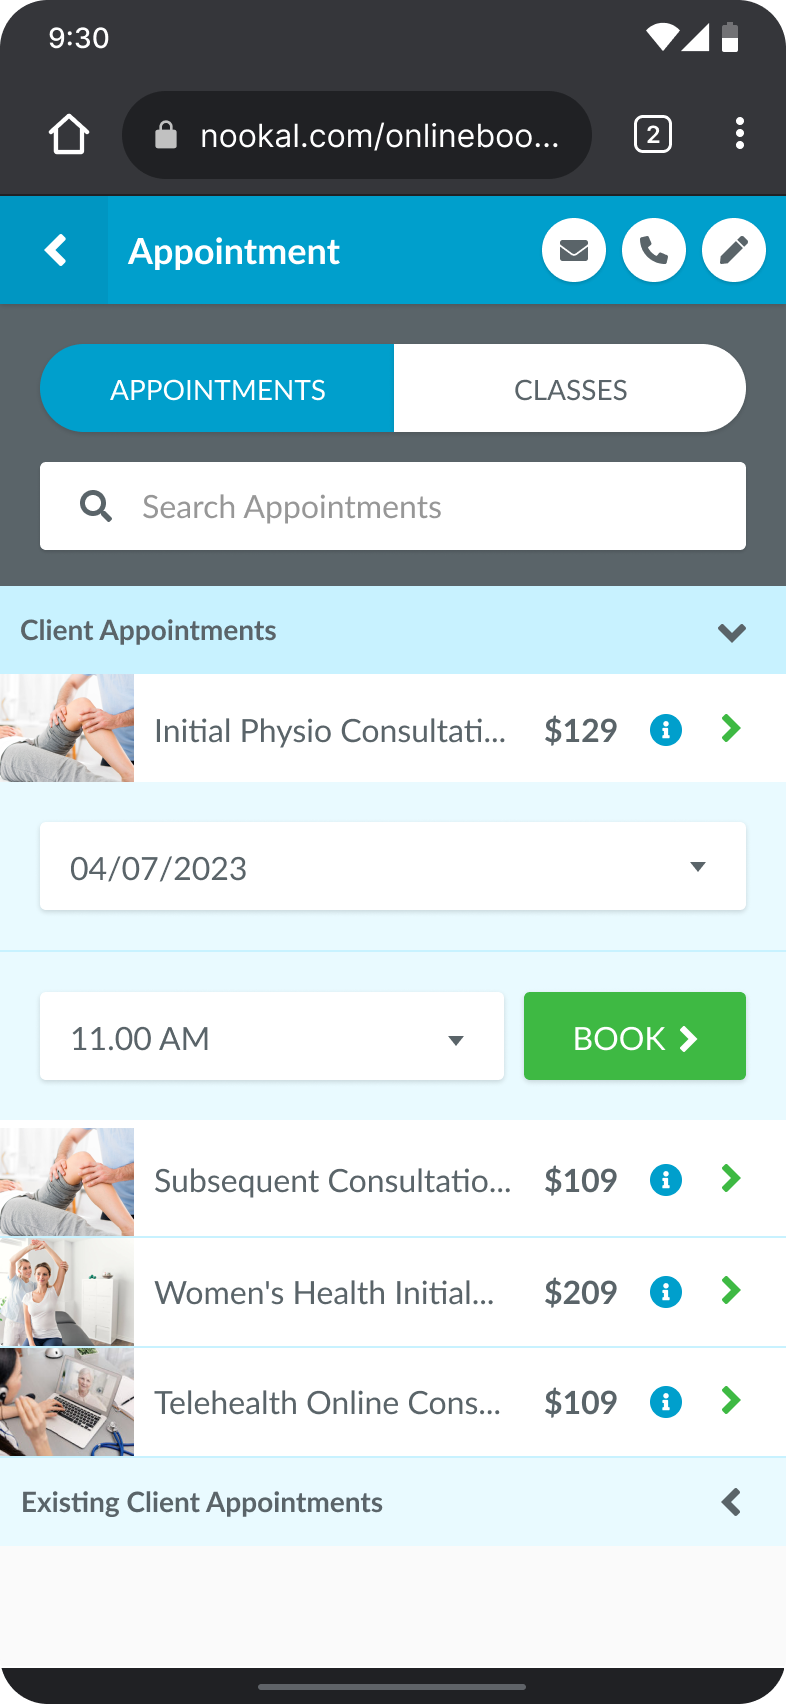 9:30
nookal.com/onlineboo...
2
Appointment
APPOINTMENTS
CLASSES
Search Appointments
Client Appointments
Initial Physio Consultati... $129
04/07/2023
11.00 AM
BOOK
Subsequent Consultatio... $109
Women's Health Initial... $209
Telehealth Online Cons... $109
Existing Client Appointments